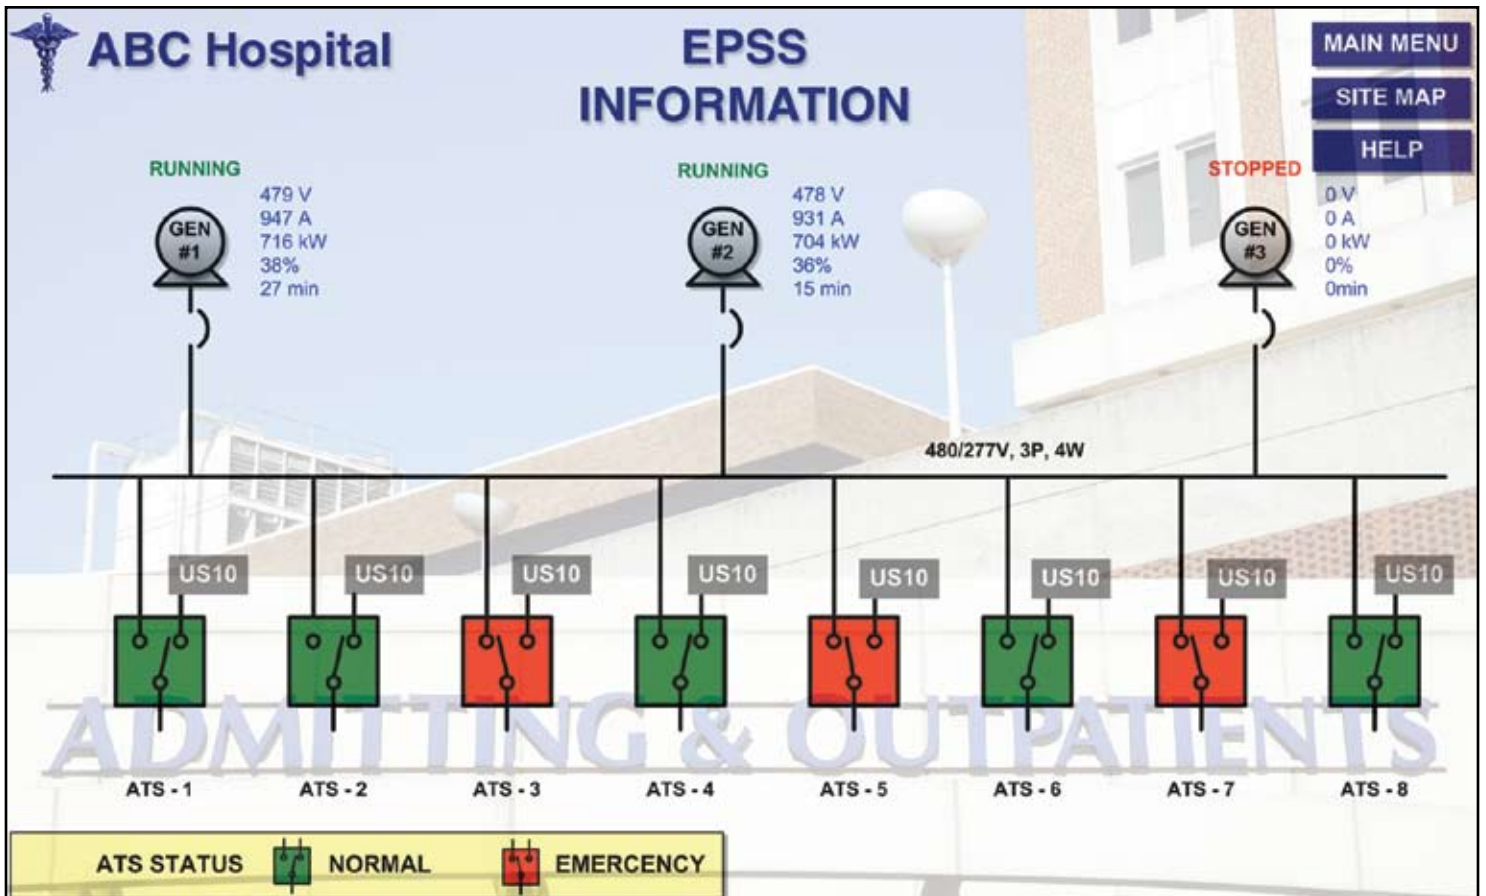 ABC Hospital
EPSS
INFORMATION
MAIN MENU
SITE MAP
HELP
RUNNING
GEN
#1
479 V
947 A
716 kW
38%
27 min
RUNNING
GEN
#2
478 V
931 A
704 kW
36%
15 min
STOPPED
GEN
#3
0 V
0 A
0 kW
0%
0min
480/277V, 3P, 4W
US10
US10
US10
US10
US10
US10
US10
US10
ADMITTING & OUTPATIENTS
ATS - 1
ATS - 2
ATS - 3
ATS - 4
ATS - 5
ATS - 6
ATS - 7
ATS - 8
ATS STATUS
NORMAL
EMERCENCY